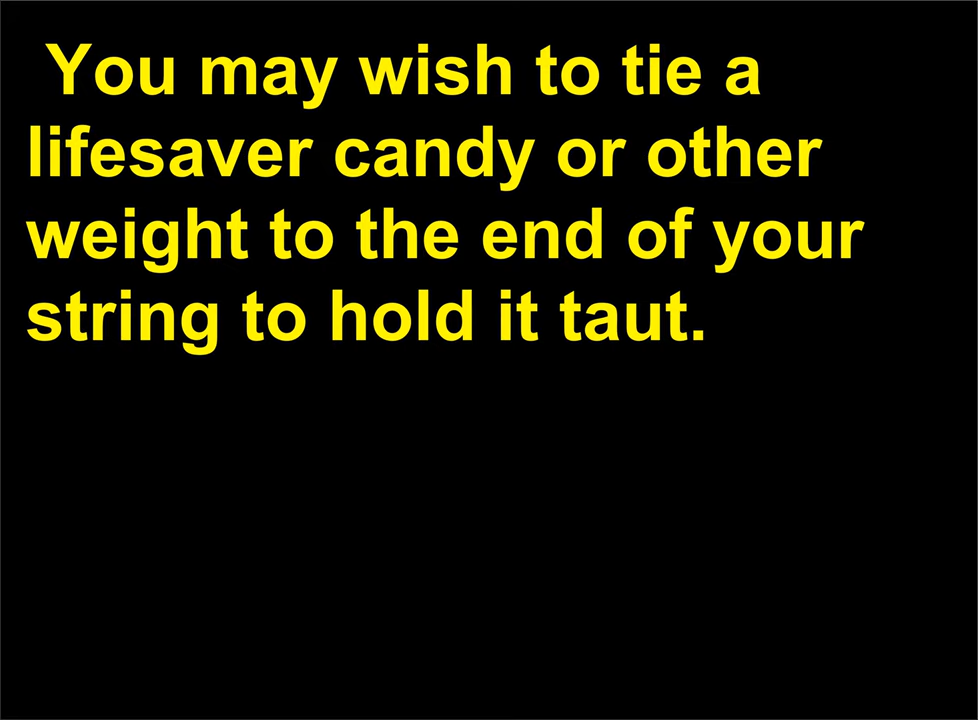 You may wish to tie a
lifesaver candy or other
weight to the end of your
string to hold it taut.